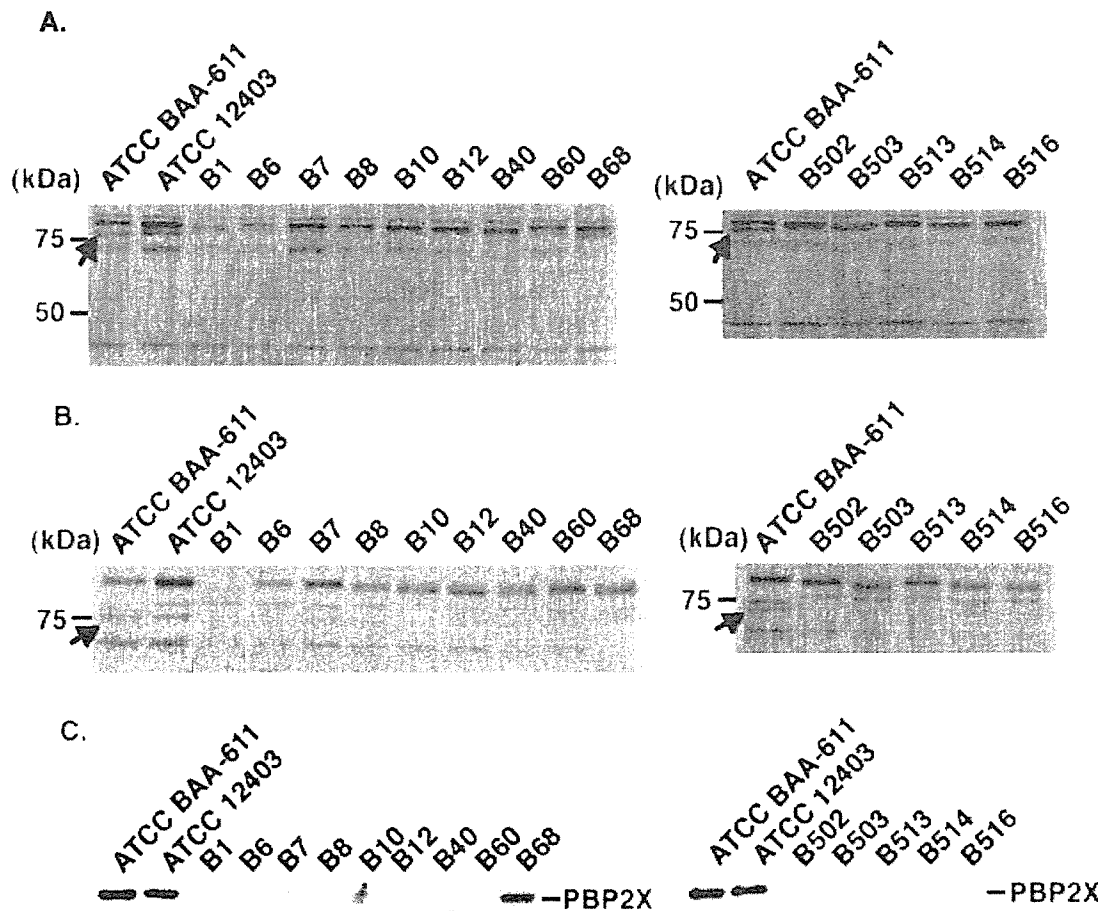 A.
ATCC BAA-611
ATCC 12403
B1
B6
B7
B8
B10
B12
B40
B60
B68
(kDa)
75
50
ATCC BAA-611
B502
B503
B513
B514
B516
(kDa)
75
50
B.
ATCC BAA-611
ATCC 12403
B1
B6
B7
B8
B10
B12
B40
B60
B68
(kDa)
75
ATCC BAA-611
B502
B503
B513
B514
B516
(kDa)
75
C.
ATCC BAA-611
ATCC 12403
B1
B6
B7
B8
B10
B12
B40
B60
B68
–PBP2X
ATCC BAA-611
ATCC 12403
B502
B503
B513
B514
B516
–PBP2X